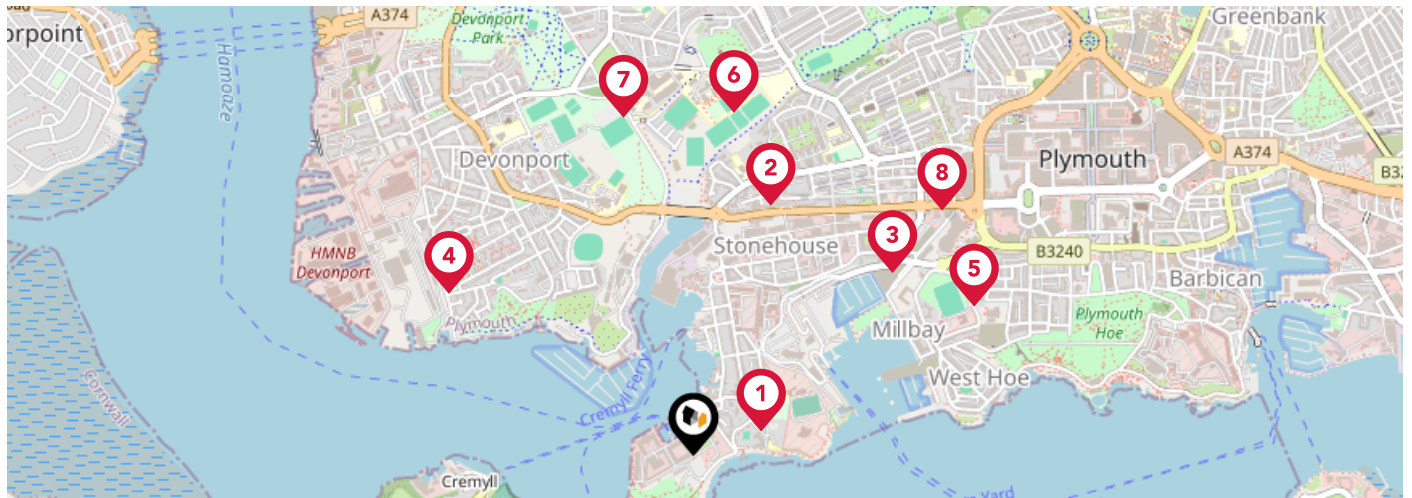 A374
Devonport
Park
Greenbank
orpoint
Hamoaze
7
6
Devonport
2
Plymouth
A374
B32
8
4
HMNB
Devonport
Stonehouse
3
B3240
5
Barbican
Plymouth
Millbay
Plymouth
Hoe
Cornwall
Cremyll Ferry
West Hoe
1
Cremyll
Yard